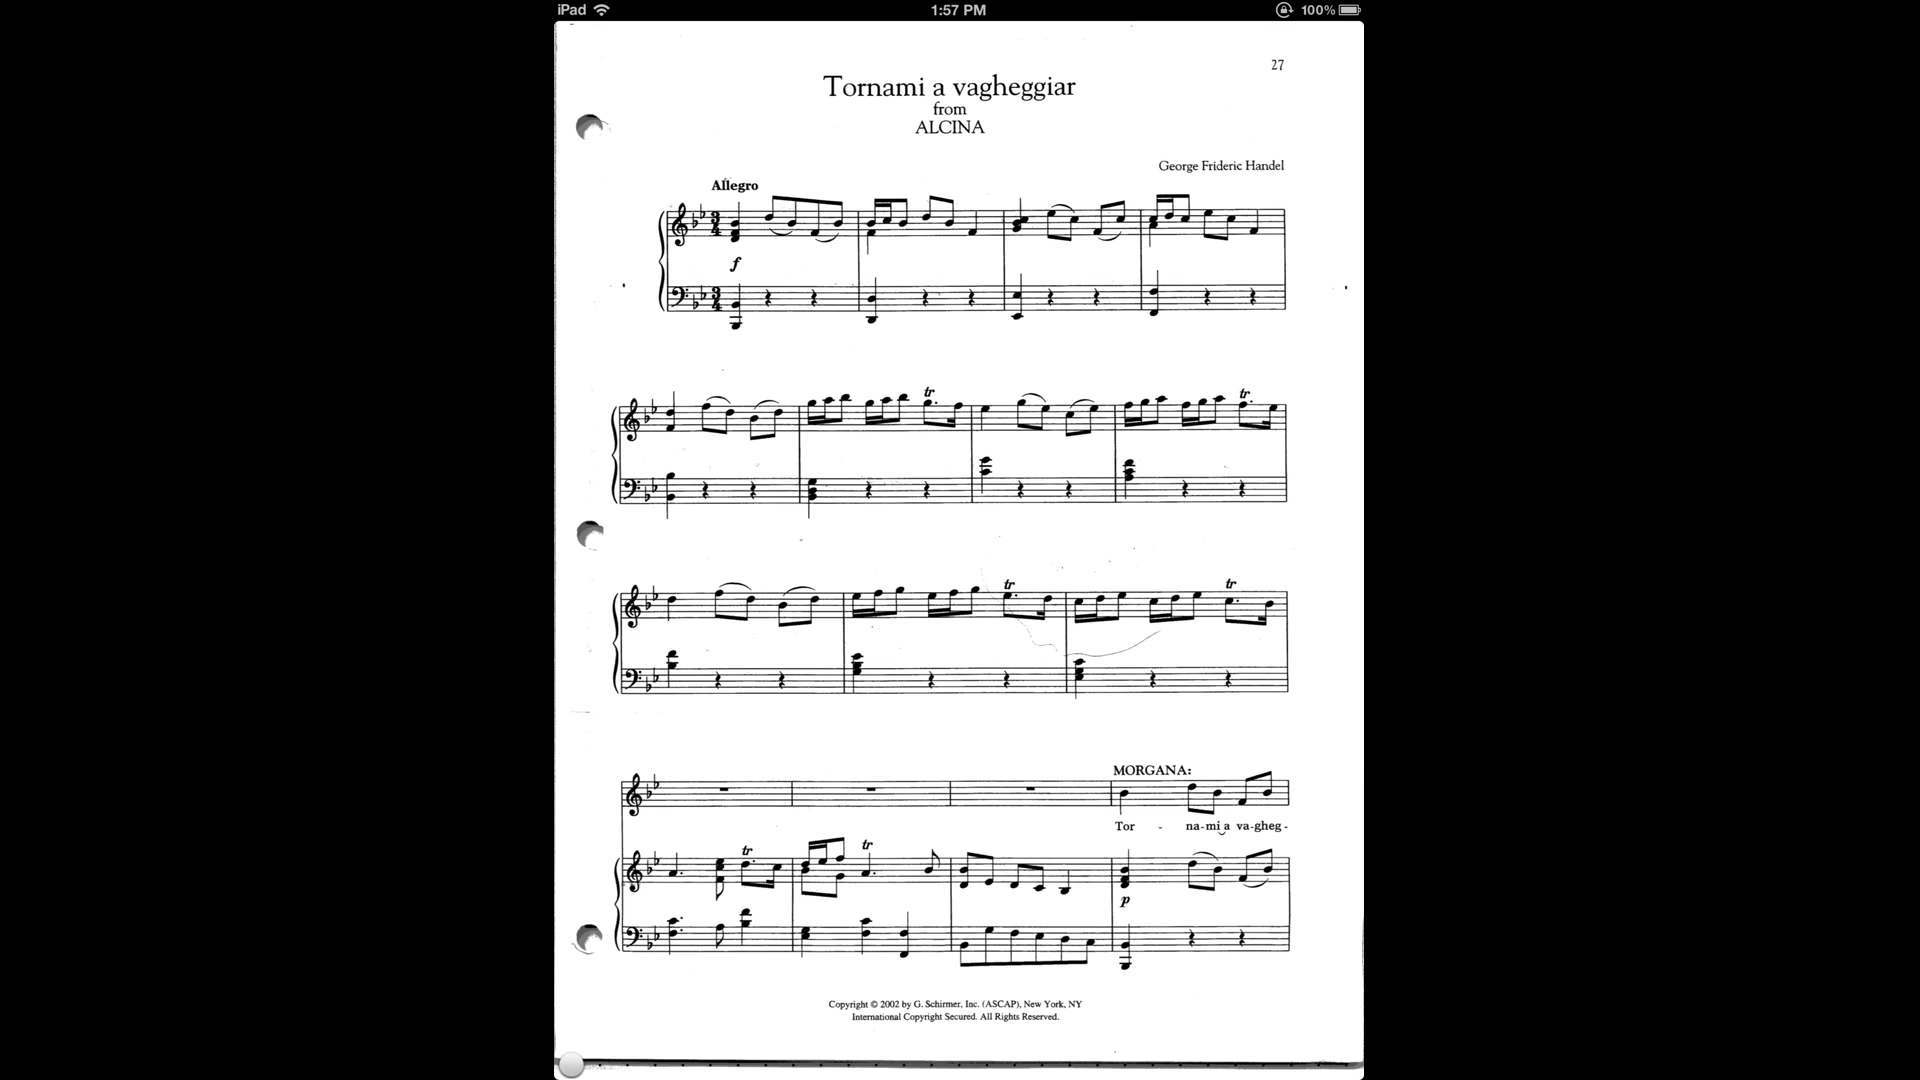 iPad 1:57 PM 100%
27
Tornami a vagheggiar
from
ALCINA
George Frideric Handel
Allegro
f
tr tr
tr tr
MORGANA:
Tor - na-mi a va-gheg-
tr tr
p
Copyright © 2002 by G. Schirmer, Inc. (ASCAP), New York, NY
International Copyright Secured. All Rights Reserved.